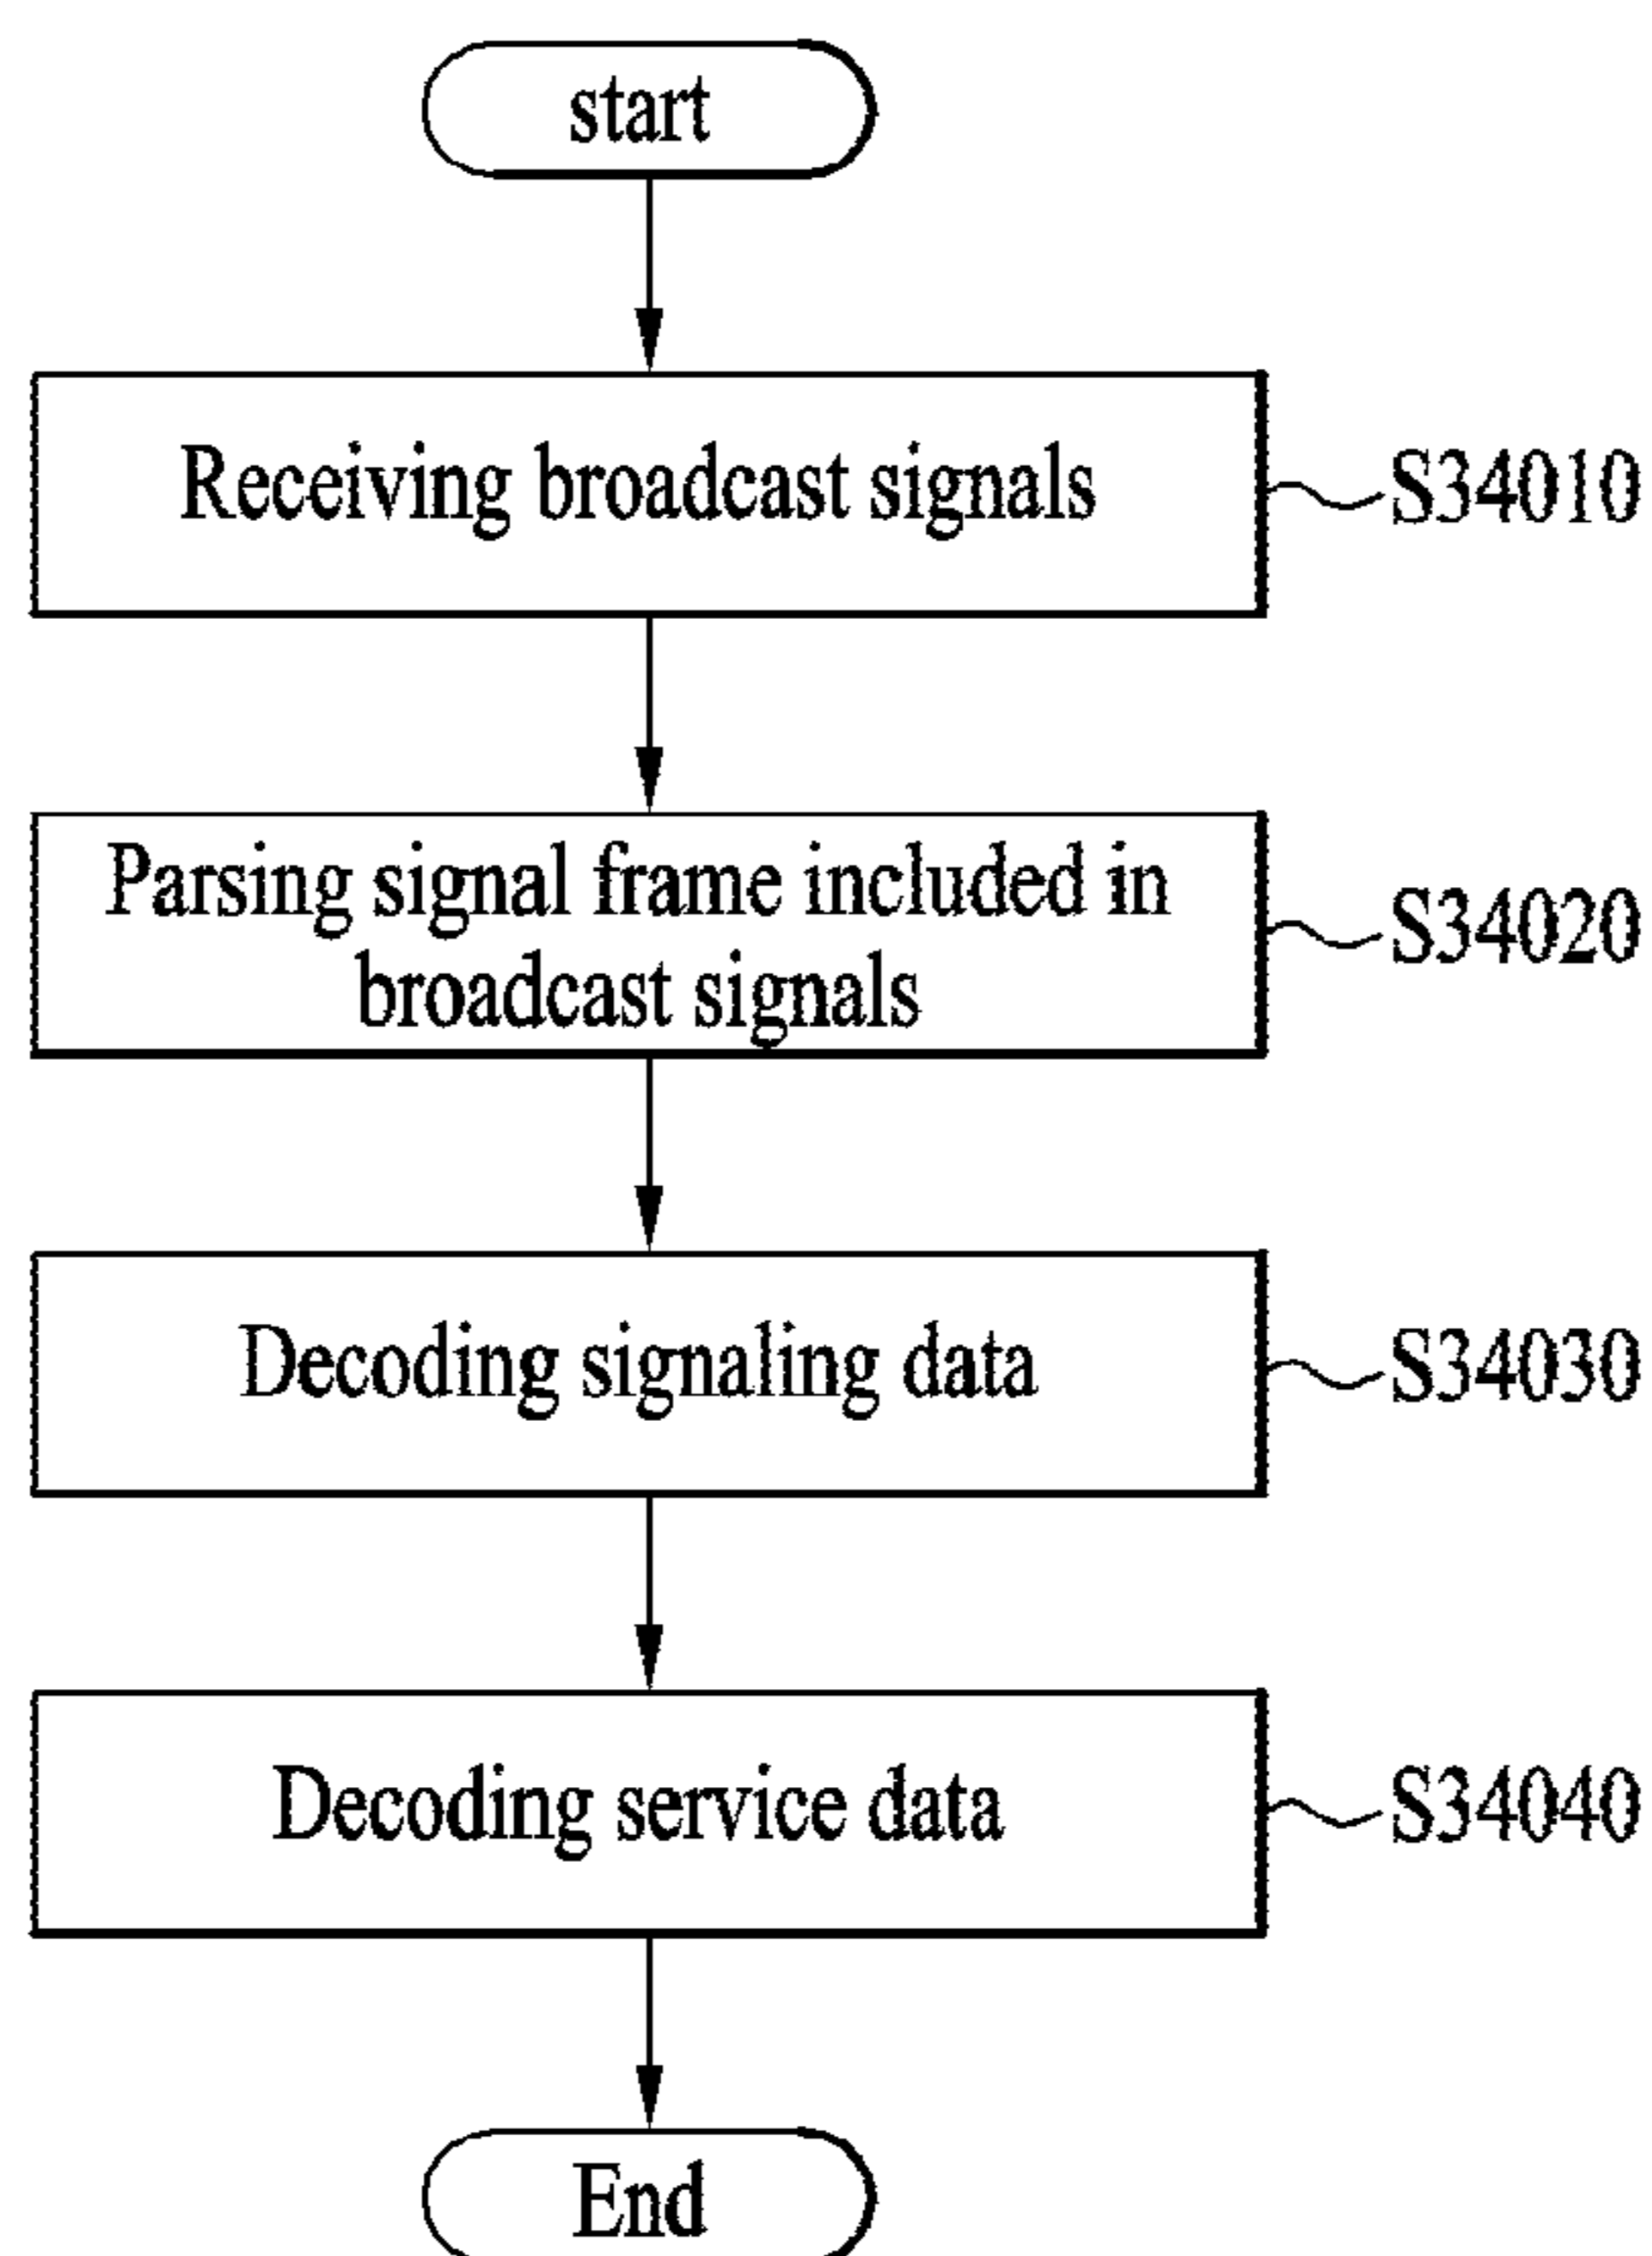 start
Receiving broadcast signals
S34010
Parsing signal frame included in
broadcast signals
S34020
Decoding signaling data
S34030
Decoding service data
S34040
End